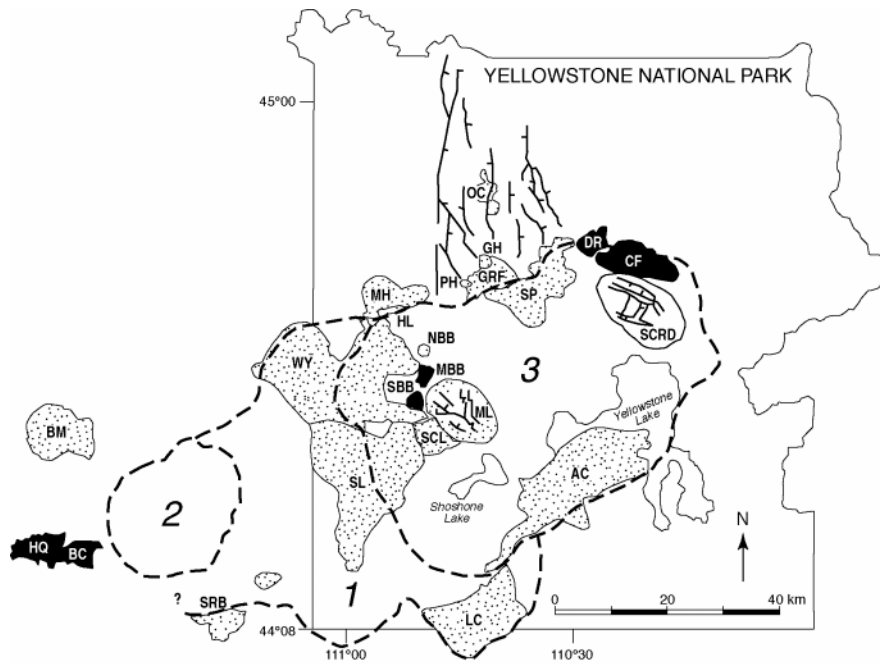 YELLOWSTONE NATIONAL PARK
45°00
OC
DR
GH
CF
PH
GRF
SP
MH
HL
SCRD
NBB
WY
MBB
3
SBB
LL
ML
Yellowstone
Lake
BM
SCL
SL
AC
Shoshone
Lake
2
N
HQ
BC
0
20
40 km
?
SRB
1
LC
44°08
111°00
110°30